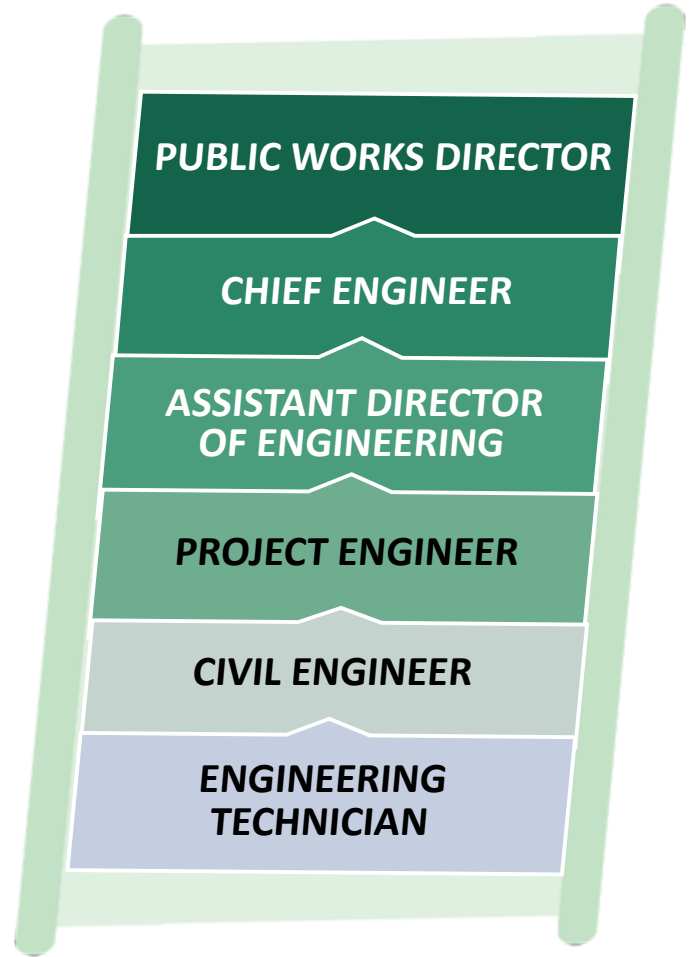 PUBLIC WORKS DIRECTOR
CHIEF ENGINEER
ASSISTANT DIRECTOR
OF ENGINEERING
PROJECT ENGINEER
CIVIL ENGINEER
ENGINEERING
TECHNICIAN